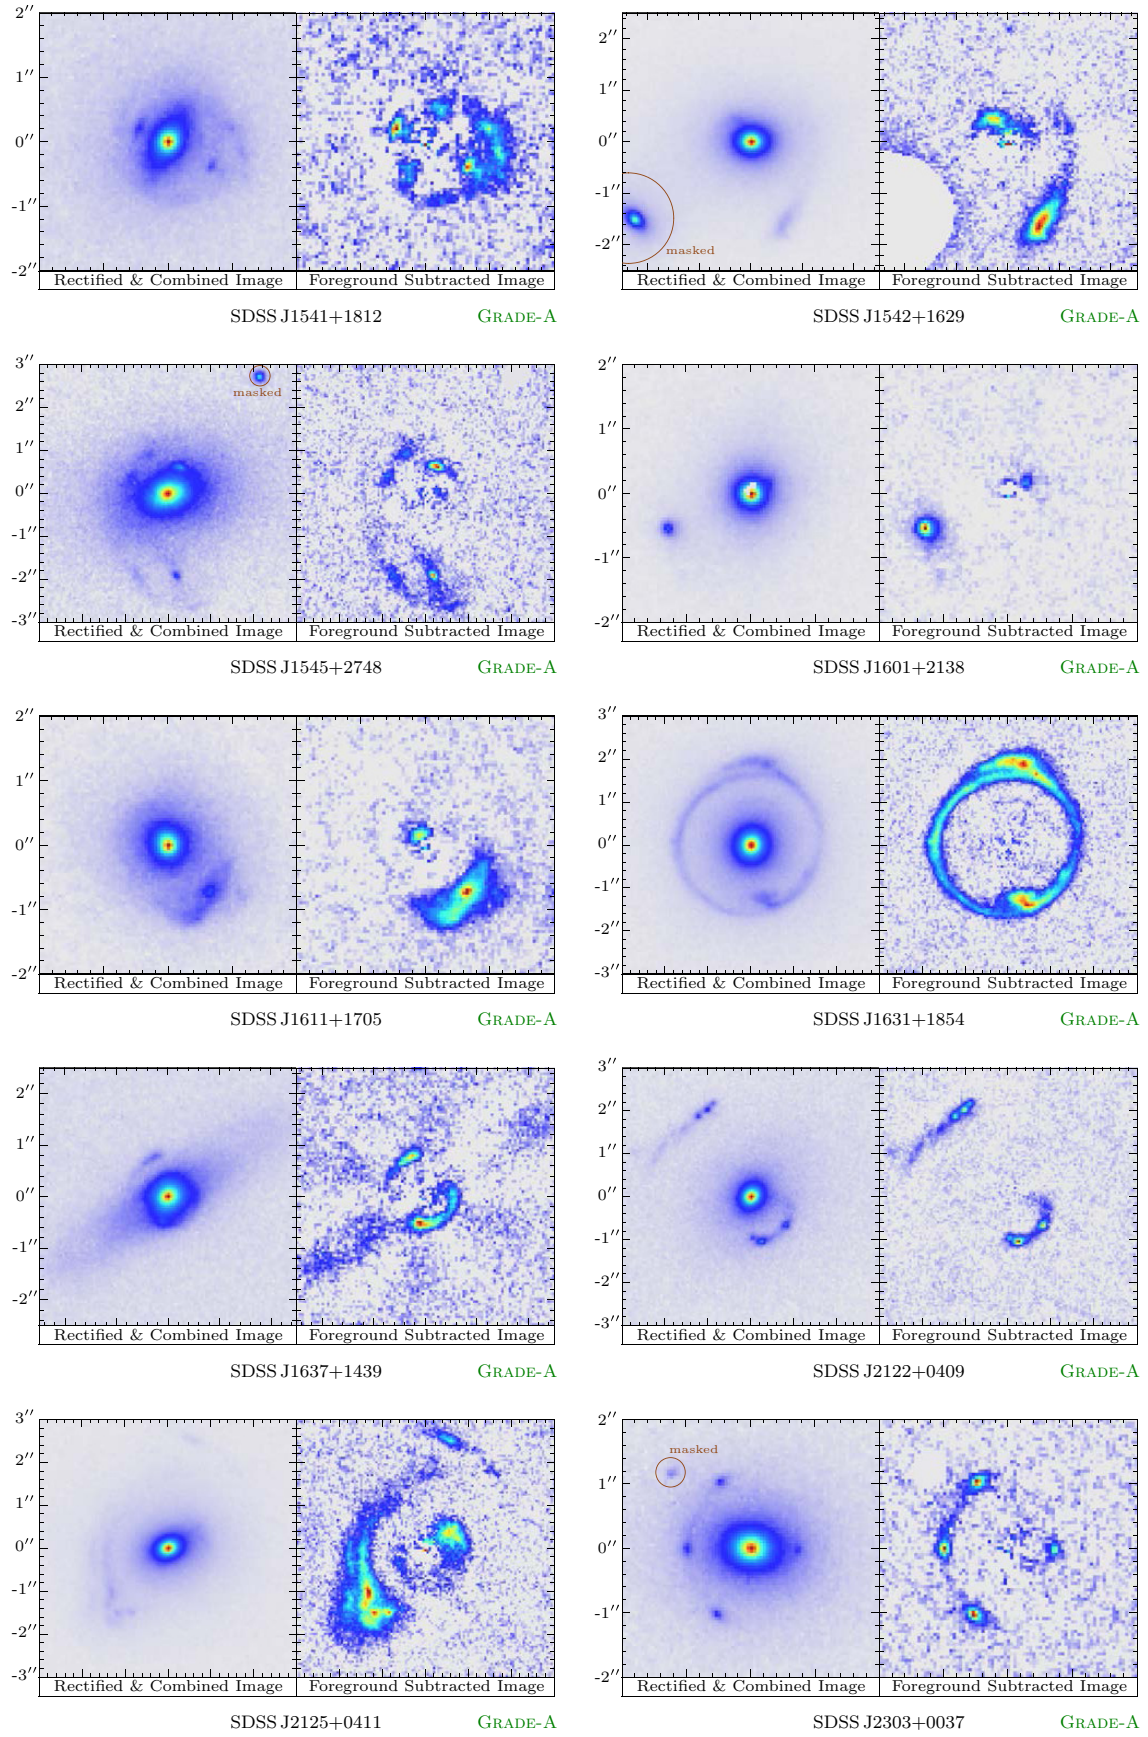 2′′
1′′
0′′
-1′′
-2′′
Rectified & Combined Image
Foreground Subtracted Image
SDSS J1541+1812
GRADE-A
2′′
1′′
0′′
-1′′
-2′′
masked
Rectified & Combined Image
Foreground Subtracted Image
SDSS J1542+1629
GRADE-A
3′′
2′′
1′′
0′′
-1′′
-2′′
-3′′
masked
Rectified & Combined Image
Foreground Subtracted Image
SDSS J1545+2748
GRADE-A
2′′
1′′
0′′
-1′′
-2′′
Rectified & Combined Image
Foreground Subtracted Image
SDSS J1601+2138
GRADE-A
2′′
1′′
0′′
-1′′
-2′′
Rectified & Combined Image
Foreground Subtracted Image
SDSS J1611+1705
GRADE-A
3′′
2′′
1′′
0′′
-1′′
-2′′
-3′′
Rectified & Combined Image
Foreground Subtracted Image
SDSS J1631+1854
GRADE-A
2′′
1′′
0′′
-1′′
-2′′
Rectified & Combined Image
Foreground Subtracted Image
SDSS J1637+1439
GRADE-A
3′′
2′′
1′′
0′′
-1′′
-2′′
-3′′
Rectified & Combined Image
Foreground Subtracted Image
SDSS J2122+0409
GRADE-A
3′′
2′′
1′′
0′′
-1′′
-2′′
-3′′
Rectified & Combined Image
Foreground Subtracted Image
SDSS J2125+0411
GRADE-A
2′′
1′′
0′′
-1′′
-2′′
masked
Rectified & Combined Image
Foreground Subtracted Image
SDSS J2303+0037
GRADE-A